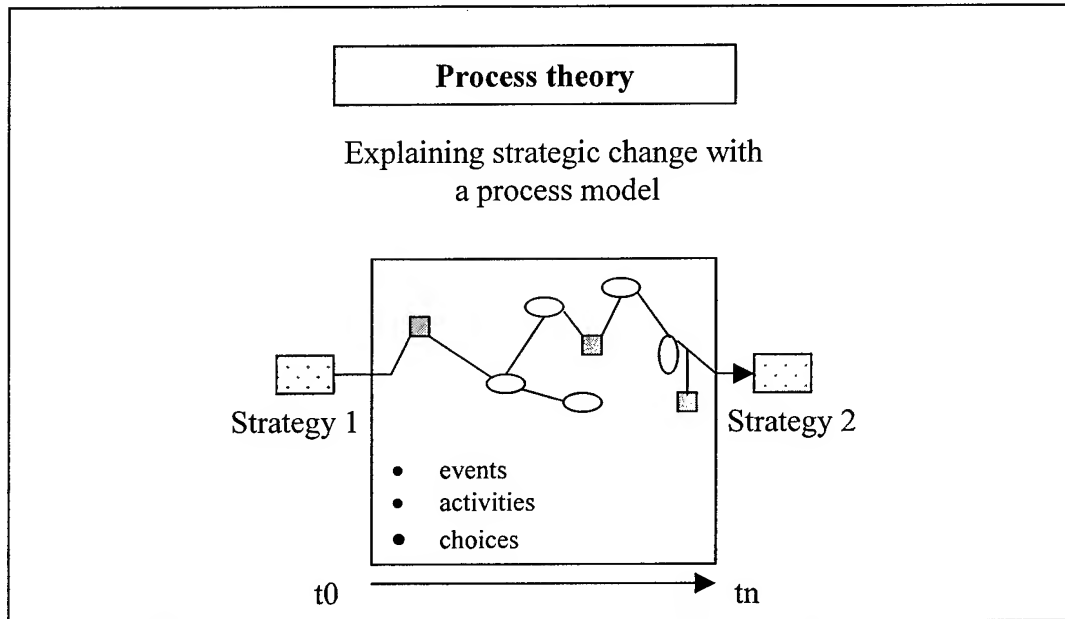 Process theory
Explaining strategic change with
a process model
Strategy 1
Strategy 2
• events
• activities
• choices
t0
tn